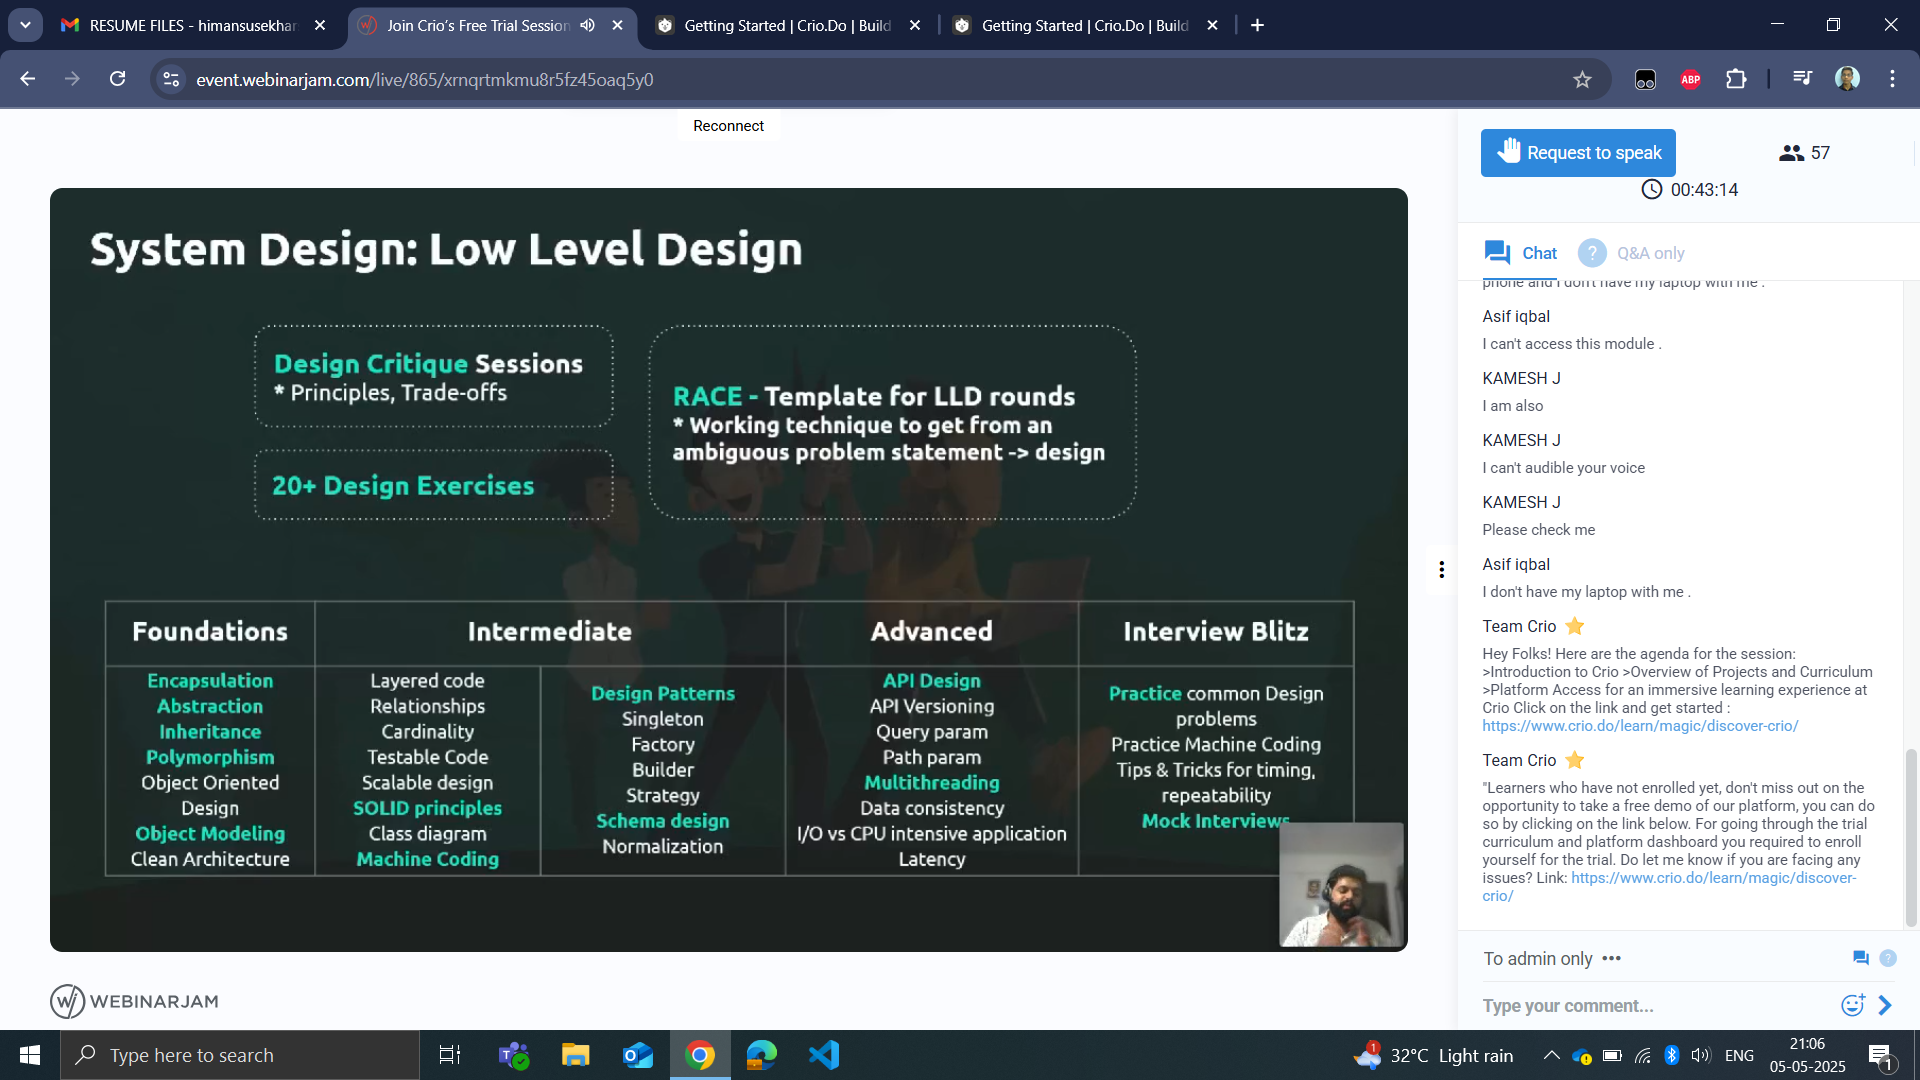 RESUME FILES - himansusekhar
Join Crio's Free Trial Session
Getting Started | Crio.Do | Build
Getting Started | Crio.Do | Build
event.webinarjam.com/live/865/xrnqrtmkmu8r5fz45oaq5y0
ABP
Reconnect
Request to speak
57
00:43:14
Chat
? Q&A only
System Design: Low Level Design
Design Critique Sessions
* Principles, Trade-offs
20+ Design Exercises
RACE - Template for LLD rounds
* Working technique to get from an
ambiguous problem statement -> design
Foundations
Encapsulation
Abstraction
Inheritance
Polymorphism
Object Oriented
Design
Object Modeling
Clean Architecture
Intermediate
Layered code
Relationships
Cardinality
Testable Code
Scalable design
SOLID principles
Class diagram
Machine Coding
Design Patterns
Singleton
Factory
Builder
Strategy
Schema design
Normalization
Advanced
API Design
API Versioning
Query param
Path param
Multithreading
Data consistency
I/O vs CPU intensive application
Latency
Interview Blitz
Practice common Design
problems
Practice Machine Coding
Tips & Tricks for timing,
repeatability
Mock Interviews
WEBINARJAM
phone and I don't have my laptop with me .
Asif iqbal
I can't access this module .
KAMESH J
I am also
KAMESH J
I can't audible your voice
KAMESH J
Please check me
Asif iqbal
I don't have my laptop with me .
Team Crio
Hey Folks! Here are the agenda for the session:
>Introduction to Crio >Overview of Projects and Curriculum
>Platform Access for an immersive learning experience at
Crio Click on the link and get started :
https://www.crio.do/learn/magic/discover-crio/
Team Crio
"Learners who have not enrolled yet, don't miss out on the
opportunity to take a free demo of our platform, you can do
so by clicking on the link below. For going through the trial
curriculum and platform dashboard you required to enroll
yourself for the trial. Do let me know if you are facing any
issues? Link: https://www.crio.do/learn/magic/discover-
crio/
To admin only •••
?
Type your comment...
Type here to search
1
32°C Light rain
ENG
21:06
05-05-2025
1